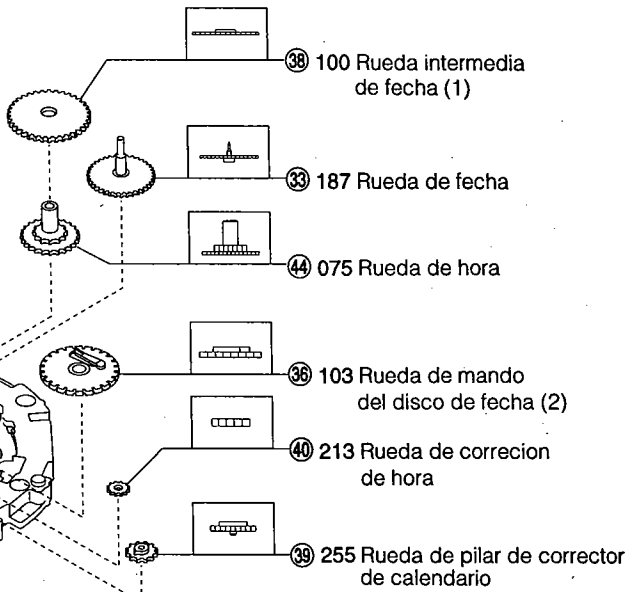 ㊳ 100 Rueda intermedia
de fecha (1)
㉝ 187 Rueda de fecha
㊹ 075 Rueda de hora
㊱ 103 Rueda de mando
del disco de fecha (2)
㊵ 213 Rueda de correcion
de hora
㊴ 255 Rueda de pilar de corrector
de calendario